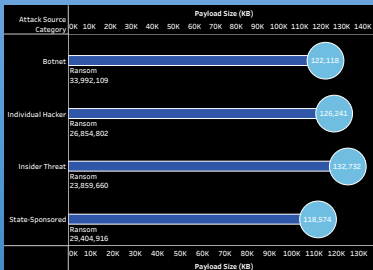 Payload Size (KB)
Attack Source
Category
0K 10K 20K 30K 40K 50K 60K 70K 80K 90K 100K 110K 120K 130K 140K
Botnet
122,118
Ransom
33,992,109
Individual Hacker
126,241
Ransom
26,854,802
Insider Threat
132,732
Ransom
23,859,660
State-Sponsored
118,574
Ransom
29,404,916
0K 10K 20K 30K 40K 50K 60K 70K 80K 90K 100K 110K 120K 130K
Payload Size (KB)